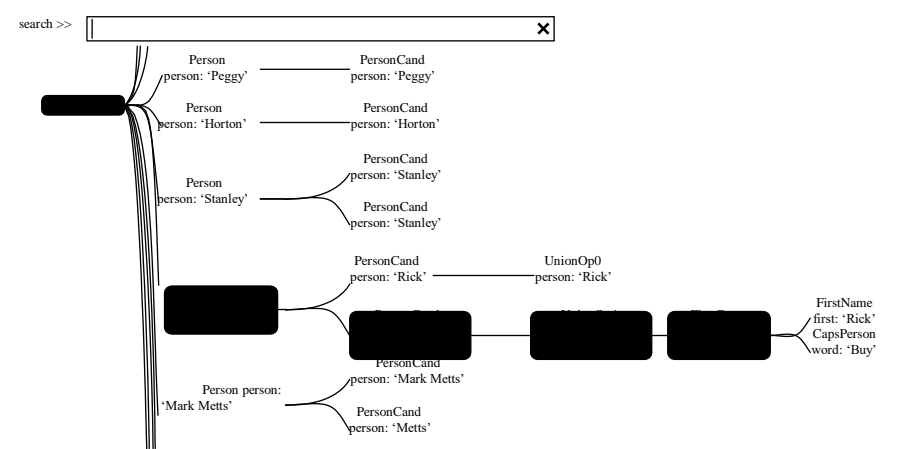 search >>
Person
person: ‘Peggy’
PersonCand
person: ‘Peggy’
Person
person: ‘Horton’
PersonCand
person: ‘Horton’
Person
person: ‘Stanley’
PersonCand
person: ‘Stanley’
PersonCand
person: ‘Stanley’
PersonCand
person: ‘Rick’
UnionOp0
person: ‘Rick’
FirstName
first: ‘Rick’
CapsPerson
word: ‘Buy’
Person person:
‘Mark Metts’
PersonCand
person: ‘Mark Metts’
PersonCand
person: ‘Metts’